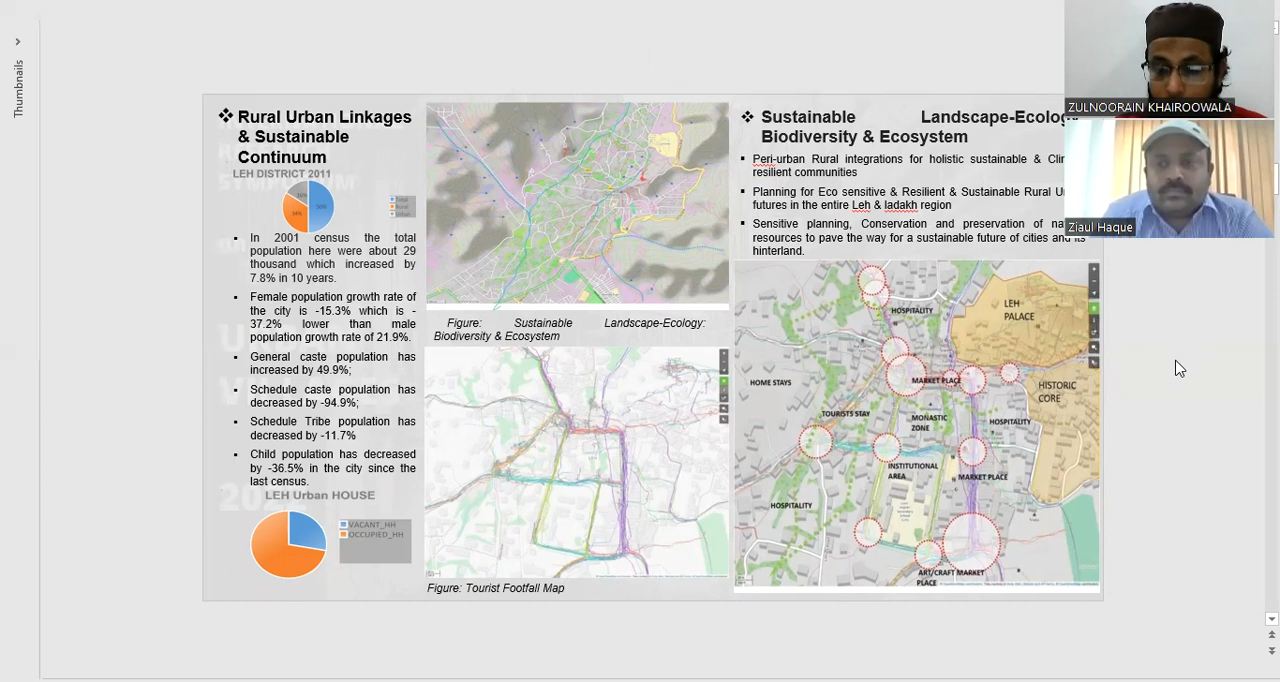 Thumbnails
❖ Rural Urban Linkages
& Sustainable
Continuum
LEH DISTRICT 2011
16%
50%
34%
Total
Rural
Urban
▪ In 2001 census the total
population here were about 29
thousand which increased by
7.8% in 10 years.
▪ Female population growth rate of
the city is -15.3% which is -
37.2% lower than male
population growth rate of 21.9%.
▪ General caste population has
increased by 49.9%;
▪ Schedule caste population has
decreased by -94.9%;
▪ Schedule Tribe population has
decreased by -11.7%
▪ Child population has decreased
by -36.5% in the city since the
last census.
LEH Urban HOUSE
VACANT_HH
OCCUPIED_HH
Figure: Sustainable Landscape-Ecology:
Biodiversity & Ecosystem
Figure: Tourist Footfall Map
❖ Sustainable Landscape-Ecology
Biodiversity & Ecosystem
▪ Peri-urban Rural integrations for holistic sustainable & Cli
resilient communities
▪ Planning for Eco sensitive & Resilient & Sustainable Rural U
futures in the entire Leh & ladakh region
▪ Sensitive planning, Conservation and preservation of na
resources to pave the way for a sustainable future of cities and its
hinterland.
HOSPITALITY
LEH
PALACE
HOME STAYS
MARKET PLACE
HISTORIC
CORE
TOURISTS STAY
MONASTIC
ZONE
HOSPITALITY
INSTITUTIONAL
AREA
MARKET PLACE
HOSPITALITY
ART/CRAFT MARKET
PLACE
ZULNOORAIN KHAIROOWALA
Ziaul Haque